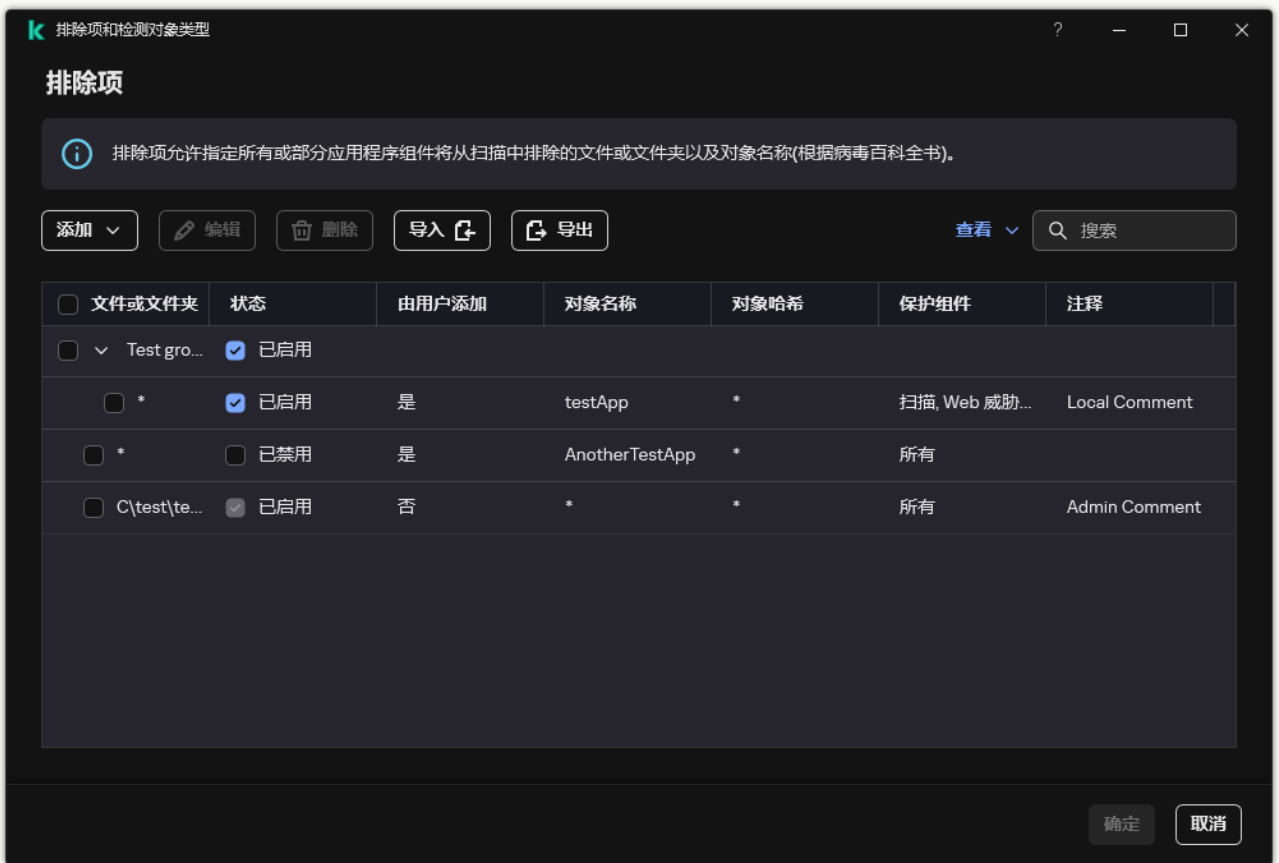 排除项和检测对象类型
排除项
排除项允许指定所有或部分应用程序组件将从扫描中排除的文件或文件夹以及对象名称(根据病毒百科全书)。
添加 编辑 删除 导入 导出 查看 搜索
文件或文件夹 状态 由用户添加 对象名称 对象哈希 保护组件 注释
Test gro... 已启用
* 已启用 是 testApp * 扫描, Web 威胁... Local Comment
* 已禁用 是 AnotherTestApp * 所有
C\test\te... 已启用 否 * * 所有 Admin Comment
确定 取消